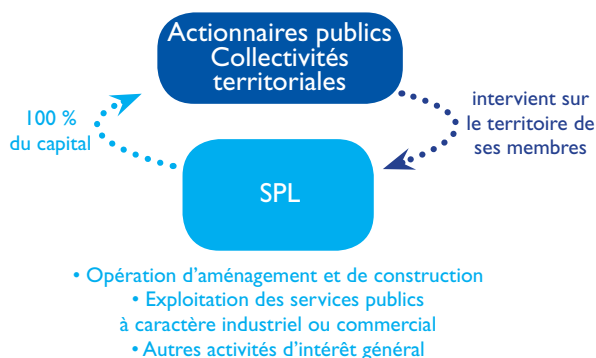 Actionnaires publics
Collectivités
territoriales
100 %
du capital
intervient sur
le territoire de
ses membres
SPL
• Opération d'aménagement et de construction
• Exploitation des services publics
à caractère industriel ou commercial
• Autres activités d'intérêt général